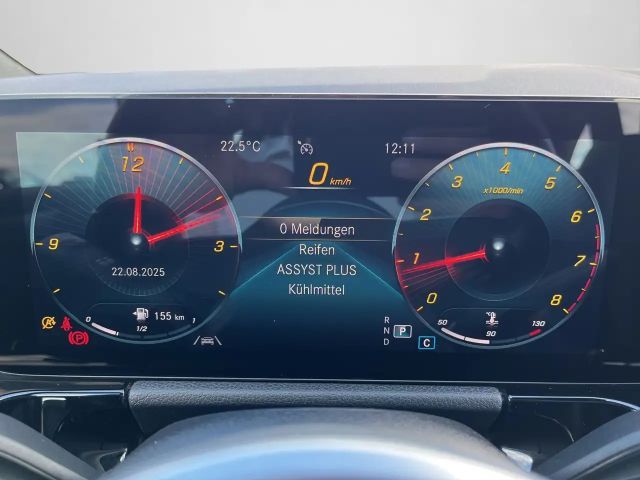 22.5°C
12:11
0 km/h
0 Meldungen
Reifen
ASSYST PLUS
Kühlmittel
12
3
9
22.08.2025
155 km
0 1/2 1
x1000/min
0 1 2 3 4 5 6 7 8
50 90 130
R
N P
D C
P